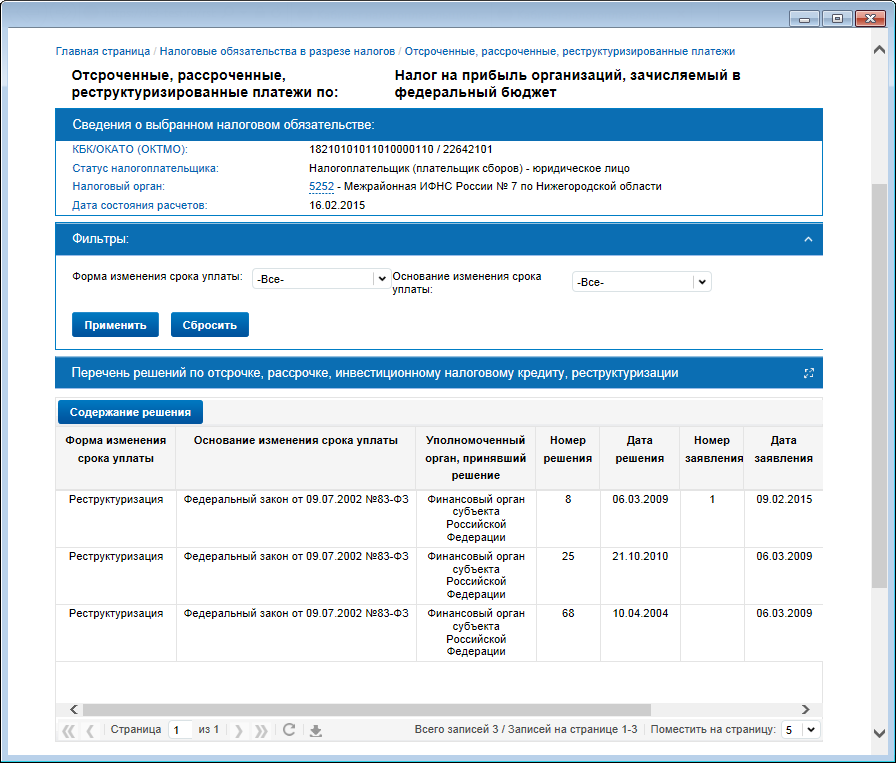 Главная страница / Налоговые обязательства в разрезе налогов / Отсроченные, рассроченные, реструктуризированные платежи
Отсроченные, рассроченные, реструктуризированные платежи по:
Налог на прибыль организаций, зачисляемый в федеральный бюджет
Сведения о выбранном налоговом обязательстве:
КБК/ОКАТО (ОКТМО): 18210101011010000110 / 22642101
Статус налогоплательщика: Налогоплательщик (плательщик сборов) - юридическое лицо
Налоговый орган: 5252 - Межрайонная ИФНС России № 7 по Нижегородской области
Дата состояния расчетов: 16.02.2015
Фильтры:
Форма изменения срока уплаты: -Все- Основание изменения срока уплаты: -Все-
Применить Сбросить
Перечень решений по отсрочке, рассрочке, инвестиционному налоговому кредиту, реструктуризации
Содержание решения
Форма изменения срока уплаты
Основание изменения срока уплаты
Уполномоченный орган, принявший решение
Номер решения
Дата решения
Номер заявления
Дата заявления
Реструктуризация Федеральный закон от 09.07.2002 №83-ФЗ Финансовый орган субъекта Российской Федерации 8 06.03.2009 1 09.02.2015
Реструктуризация Федеральный закон от 09.07.2002 №83-ФЗ Финансовый орган субъекта Российской Федерации 25 21.10.2010 06.03.2009
Реструктуризация Федеральный закон от 09.07.2002 №83-ФЗ Финансовый орган субъекта Российской Федерации 68 10.04.2004 06.03.2009
Страница 1 из 1 Всего записей 3 / Записей на странице 1-3 Поместить на страницу: 5